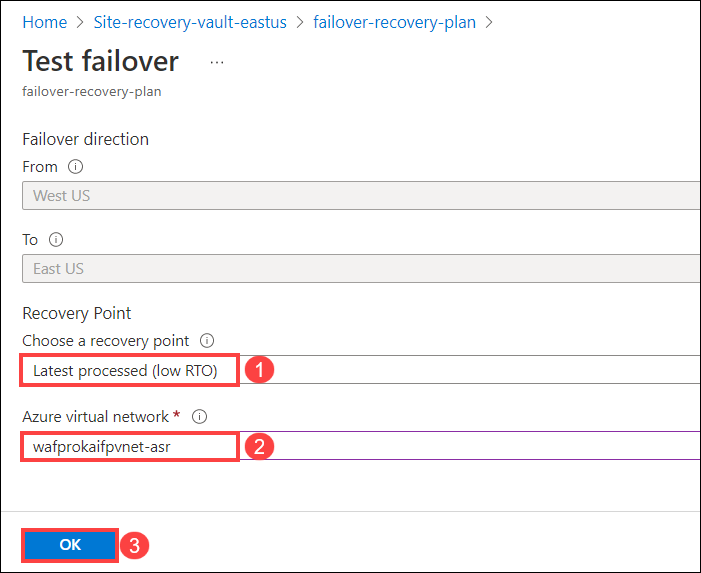 Home > Site-recovery-vault-eastus > failover-recovery-plan >
Test failover ...
failover-recovery-plan
Failover direction
From
West US
To
East US
Recovery Point
Choose a recovery point
Latest processed (low RTO) 1
Azure virtual network *
wafprokaifpvnet-asr 2
OK 3